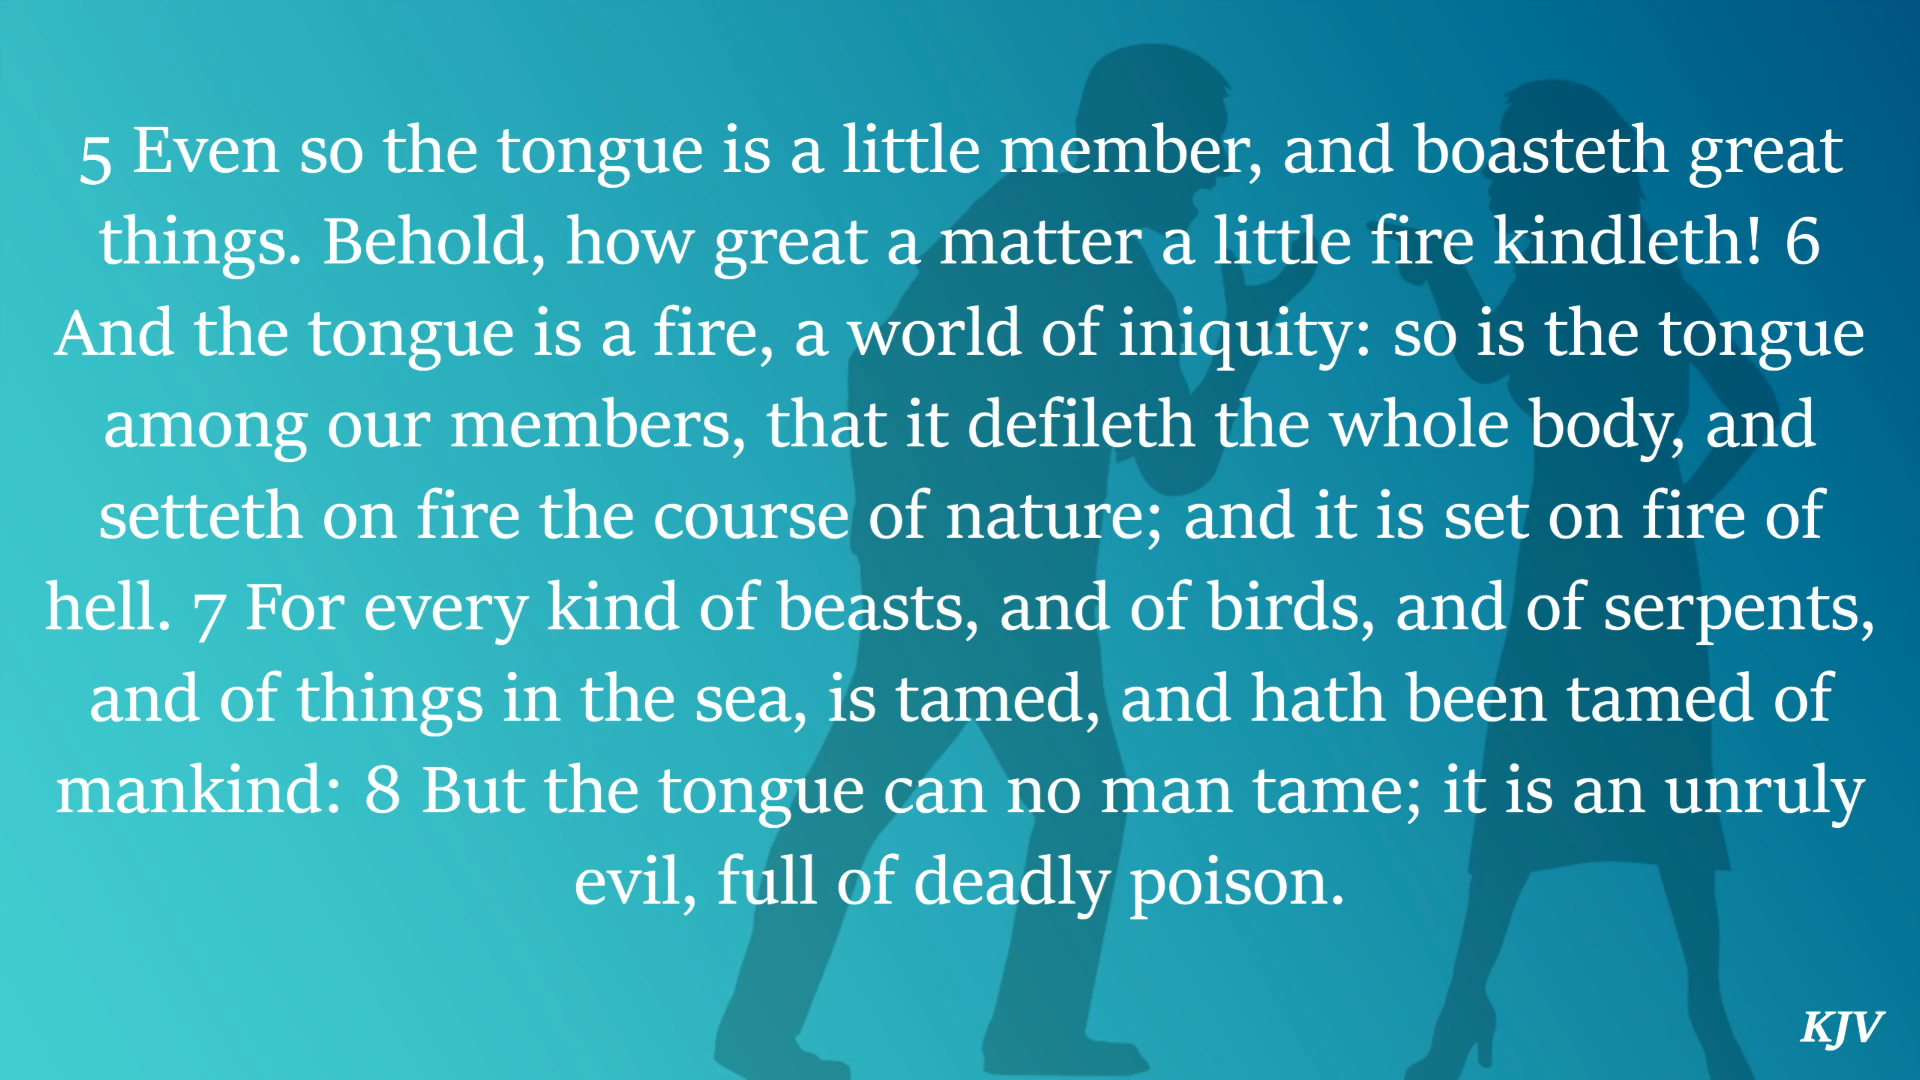 5 Even so the tongue is a little member, and boasteth great
things. Behold, how great a matter a little fire kindleth! 6
And the tongue is a fire, a world of iniquity: so is the tongue
among our members, that it defileth the whole body, and
setteth on fire the course of nature; and it is set on fire of
hell. 7 For every kind of beasts, and of birds, and of serpents,
and of things in the sea, is tamed, and hath been tamed of
mankind: 8 But the tongue can no man tame; it is an unruly
evil, full of deadly poison.
KJV